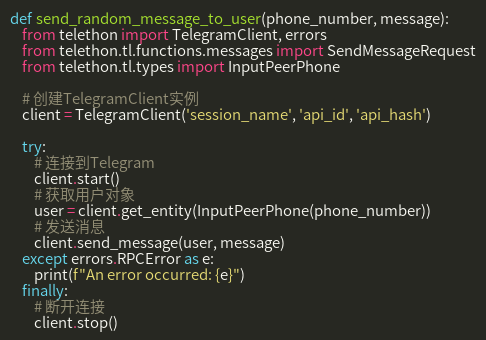 def send_random_message_to_user(phone_number, message):
from telethon import TelegramClient, errors
from telethon.tl.functions.messages import SendMessageRequest
from telethon.tl.types import InputPeerPhone
# 创建TelegramClient实例
client = TelegramClient('session_name', 'api_id', 'api_hash')
try:
# 连接到Telegram
client.start()
# 获取用户对象
user = client.get_entity(InputPeerPhone(phone_number))
# 发送消息
client.send_message(user, message)
except errors.RPCError as e:
print(f"An error occurred: {e}")
finally:
# 断开连接
client.stop()